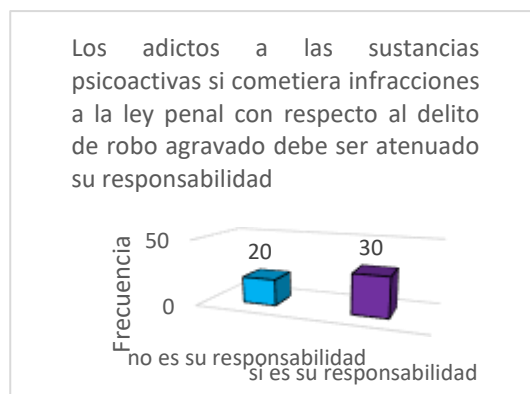 Los adictos a las sustancias
psicoactivas si cometiera infracciones
a la ley penal con respecto al delito
de robo agravado debe ser atenuado
su responsabilidad
50
0
Frecuencia
20
30
no es su responsabilidad
si es su responsabilidad